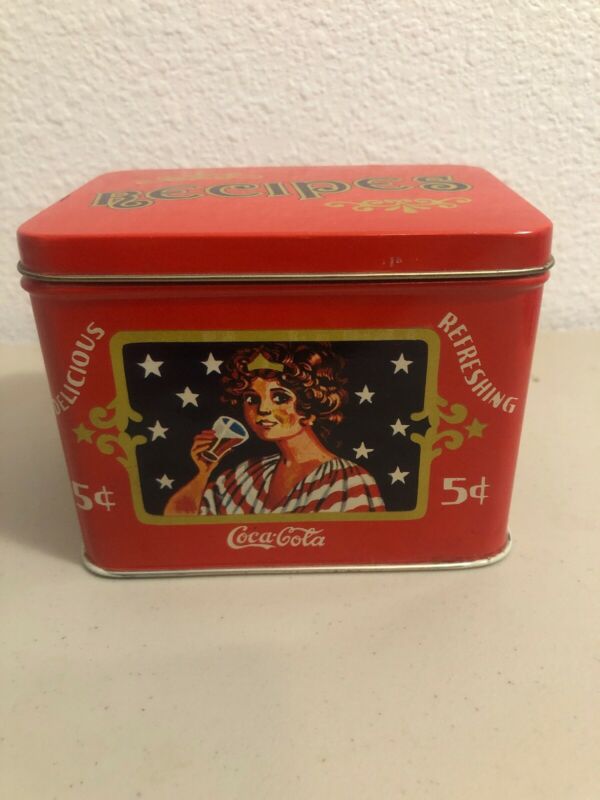 RECIPES
DELICIOUS
REFRESHING
5¢
5¢
Coca-Cola